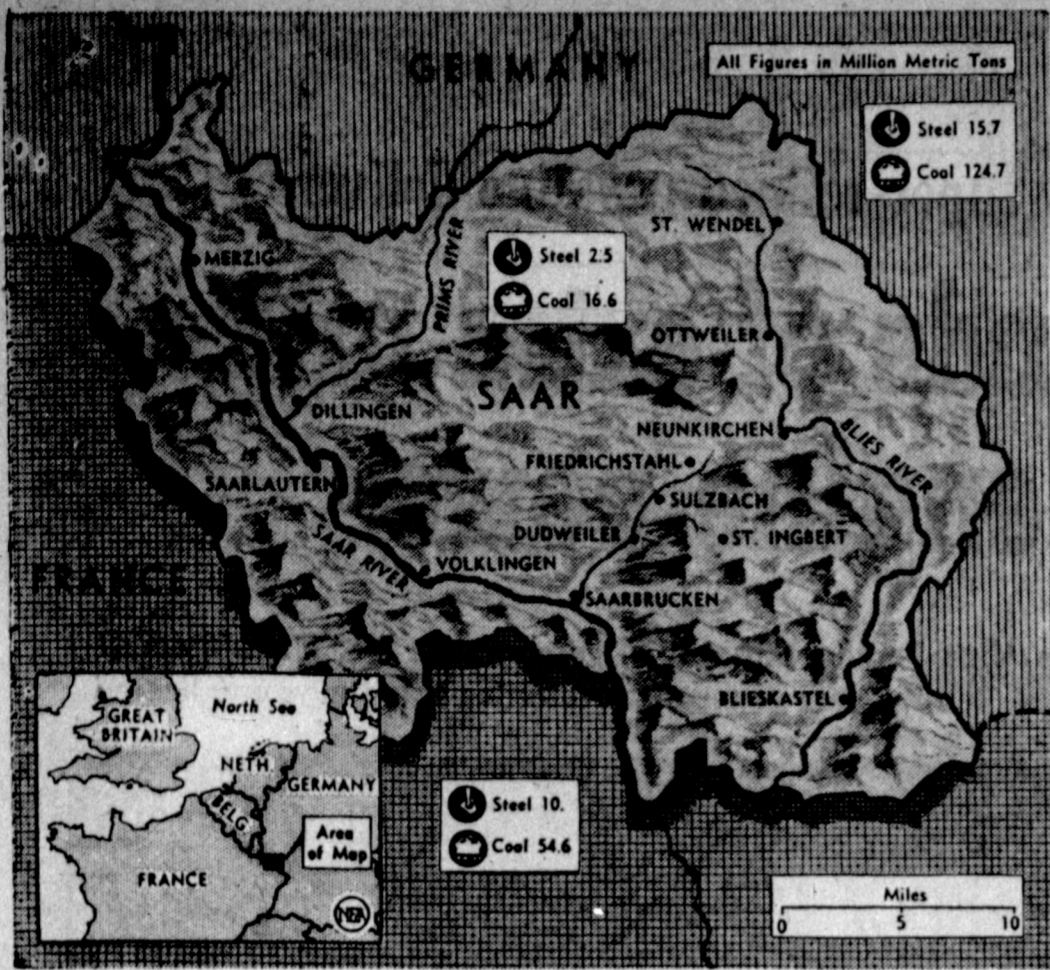 GERMANY
All Figures in Million Metric Tons
Steel 15.7
Coal 124.7
ST. WENDEL
MERZIG
PRIMS RIVER
Steel 2.5
Coal 16.6
OTTWEILER
SAAR
DILLINGEN
NEUNKIRCHEN
BLIES RIVER
FRIEDRICHSTAHL
SAARLAUTERN
SULZBACH
DUDWEILER
ST. INGBERT
SAAR RIVER
VOLKLINGEN
FRANCE
SAARBRUCKEN
BLIESKASTEL
GREAT
BRITAIN
North Sea
NETH.
GERMANY
BELG.
Area
of Map
FRANCE
NEA
Steel 10.
Coal 54.6
Miles
0 5 10